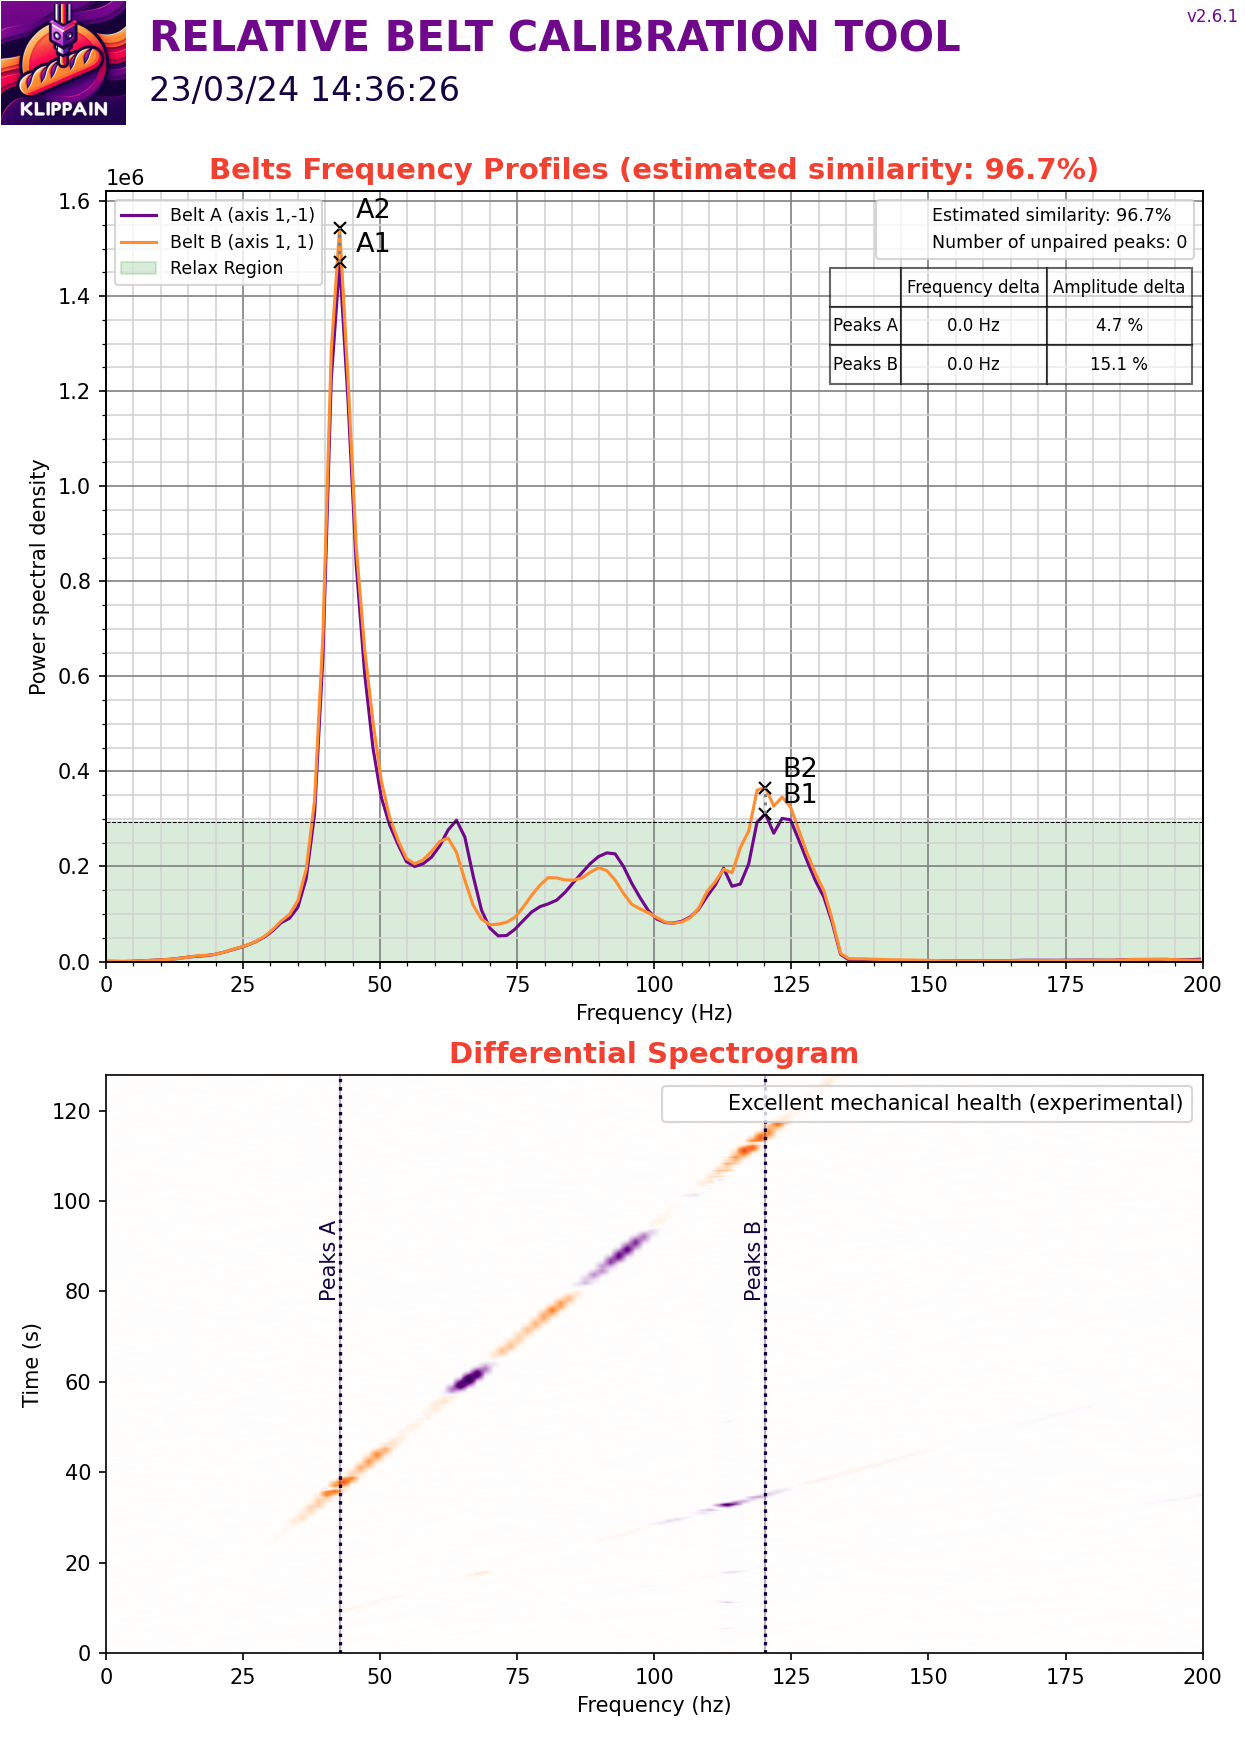 KLIPPAIN
RELATIVE BELT CALIBRATION TOOL
v2.6.1
23/03/24 14:36:26
Belts Frequency Profiles (estimated similarity: 96.7%)
1e6
Belt A (axis 1,-1)
Belt B (axis 1, 1)
Relax Region
A2
A1
Estimated similarity: 96.7%
Number of unpaired peaks: 0
Frequency delta Amplitude delta
Peaks A 0.0 Hz 4.7 %
Peaks B 0.0 Hz 15.1 %
B2
B1
Power spectral density
1.6
1.4
1.2
1.0
0.8
0.6
0.4
0.2
0.0
0 25 50 75 100 125 150 175 200
Frequency (Hz)
Differential Spectrogram
Excellent mechanical health (experimental)
Peaks A
Peaks B
Time (s)
120
100
80
60
40
20
0
0 25 50 75 100 125 150 175 200
Frequency (hz)